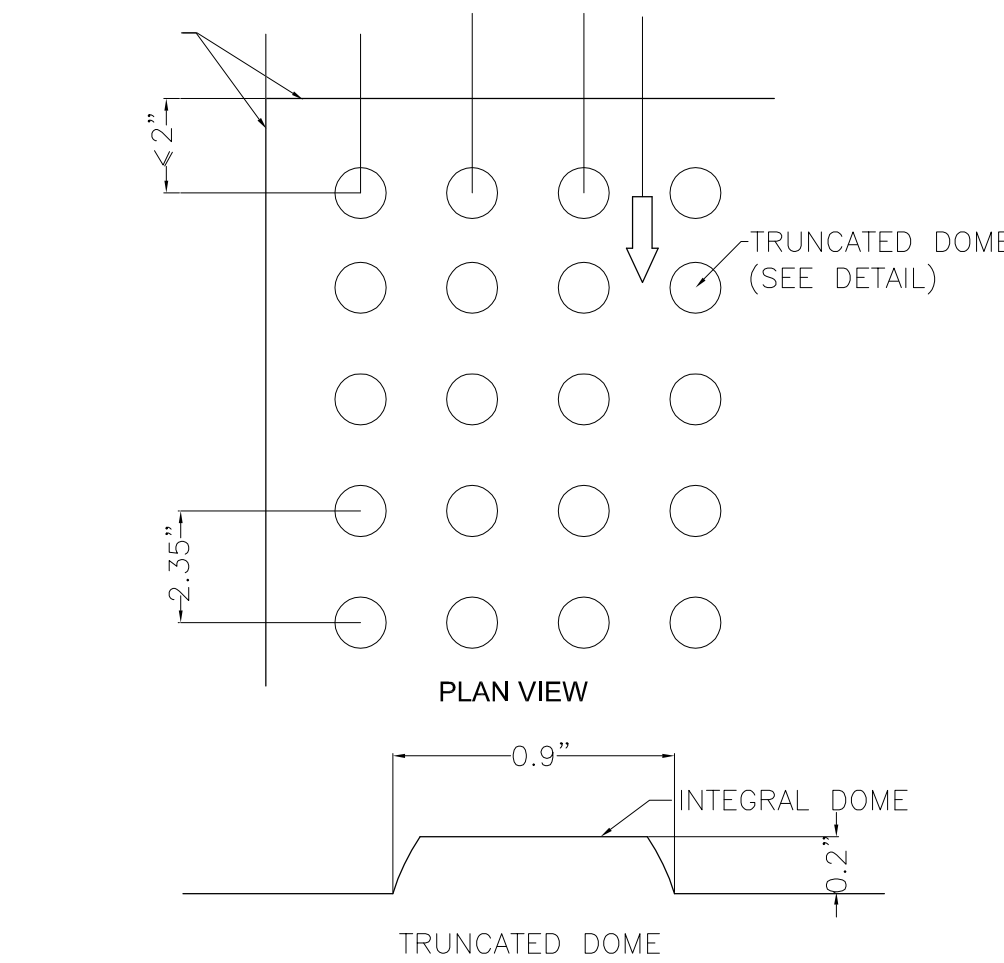 ≤2”
TRUNCATED DOME
(SEE DETAIL)
2.35”
PLAN VIEW
0.9”
INTEGRAL DOME
0.2”
TRUNCATED DOME